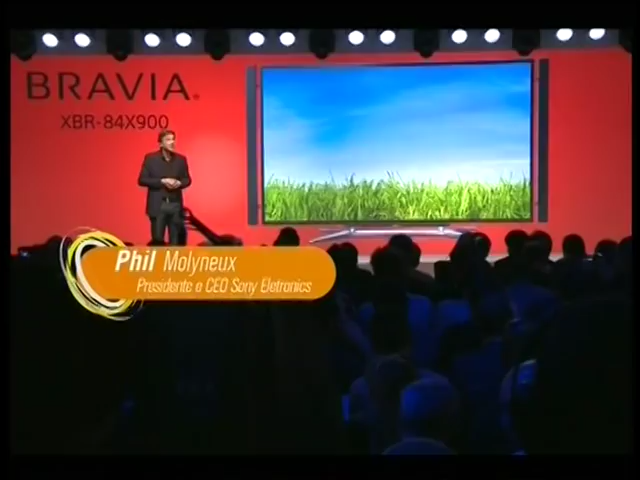 BRAVIA.
XBR-84X900
Phil Molyneux
Presidente e CEO Sony Eletronics